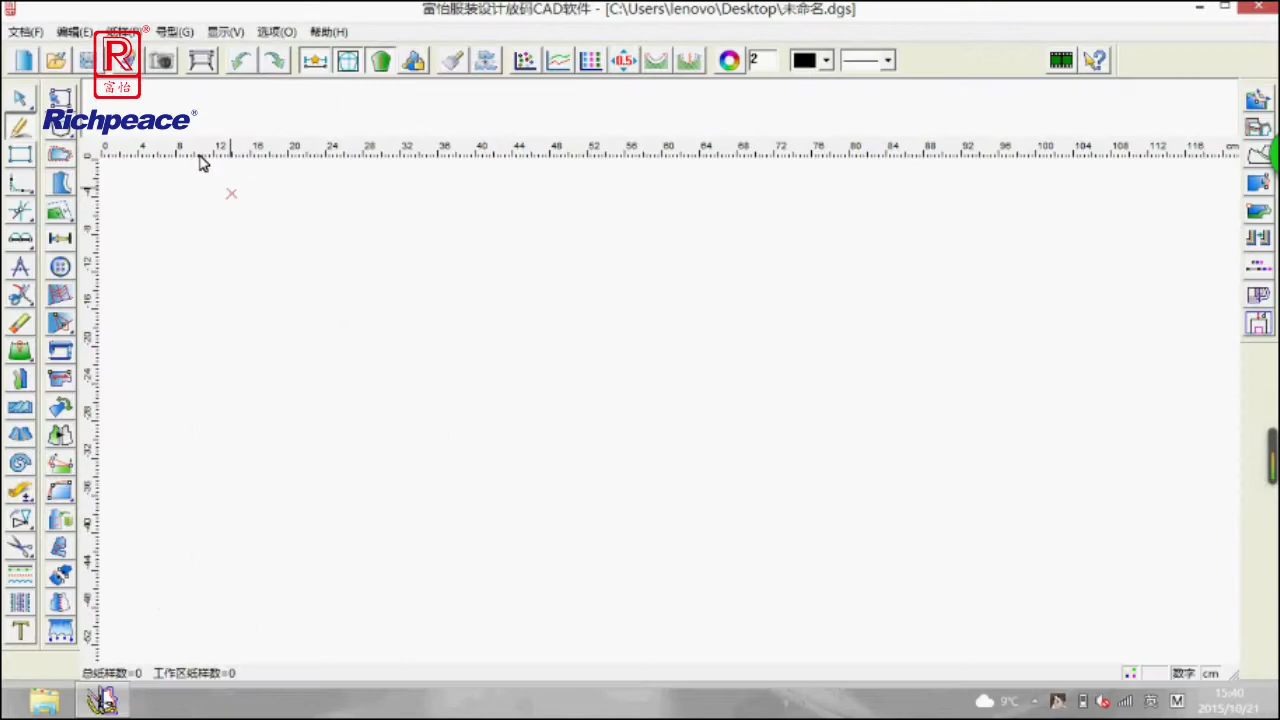 富怡服装设计放码CAD软件 - [C:\Users\lenovo\Desktop\未命名.dgs]
文档(F) 编辑(E) 纸样(P) 号型(G) 显示(V) 选项(O) 帮助(H)
R®
富怡
Richpeace®
2
0 4 8 12 16 20 24 28 32 36 40 44 48 52 56 60 64 68 72 76 80 84 88 92 96 100 104 108 112 116 cm
T
总纸样数=0 工作区纸样数=0 数字 cm
9℃ 英 M 15:40
2015/10/21